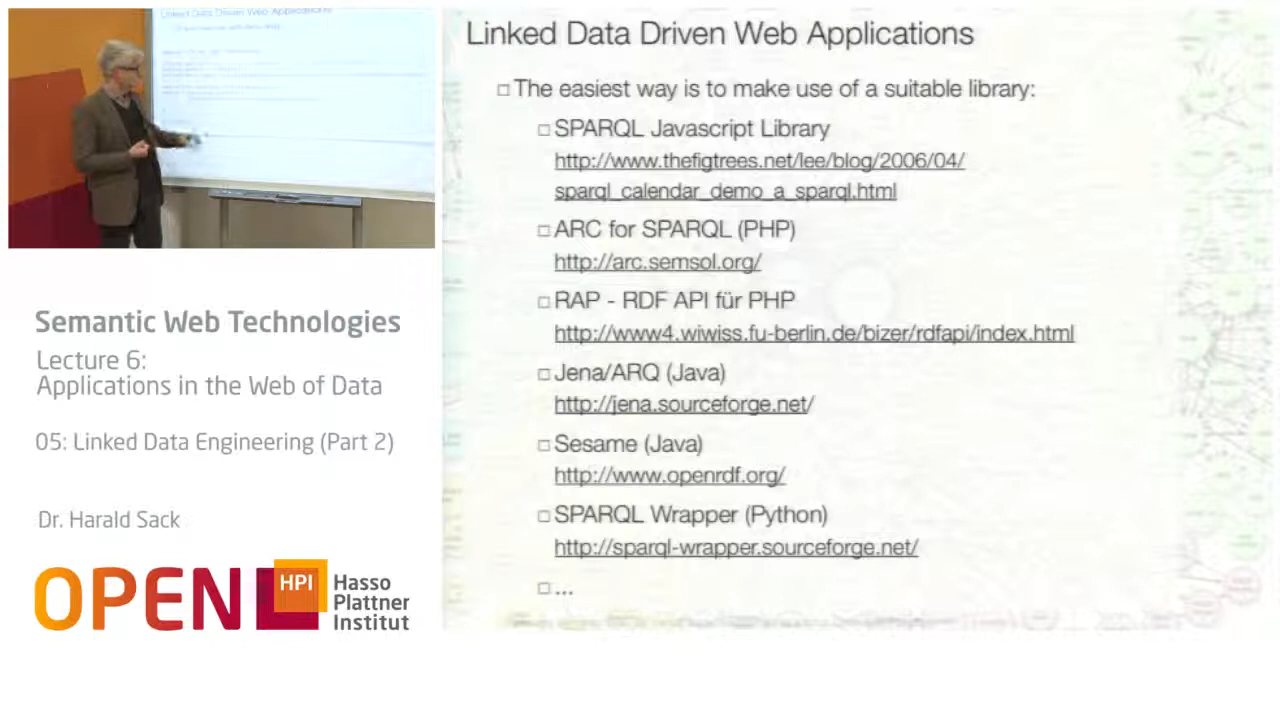 Linked Data Driven Web Applications
Linked Data Driven Web Applications
The easiest way is to make use of a suitable library:
SPARQL Javascript Library
http://www.thefigtrees.net/lee/blog/2006/04/
sparql_calendar_demo_a_sparql.html
ARC for SPARQL (PHP)
http://arc.semsol.org/
RAP - RDF API für PHP
http://www4.wiwiss.fu-berlin.de/bizer/rdfapi/index.html
Jena/ARQ (Java)
http://jena.sourceforge.net/
Sesame (Java)
http://www.openrdf.org/
SPARQL Wrapper (Python)
http://sparql-wrapper.sourceforge.net/
...
Semantic Web Technologies
Lecture 6:
Applications in the Web of Data
05: Linked Data Engineering (Part 2)
Dr. Harald Sack
OPEN HPI
Hasso
Plattner
Institut